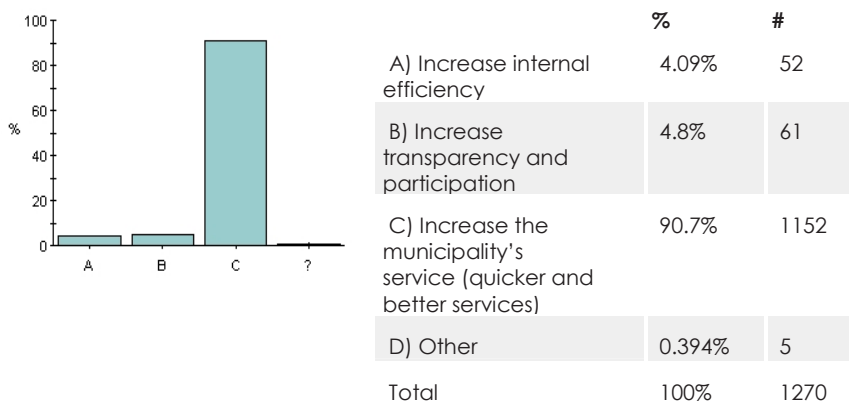 100
80
60
40
20
0
%
A B C ?
% #
A) Increase internal 4.09% 52
efficiency
B) Increase 4.8% 61
transparency and
participation
C) Increase the 90.7% 1152
municipality’s
service (quicker and
better services)
D) Other 0.394% 5
Total 100% 1270